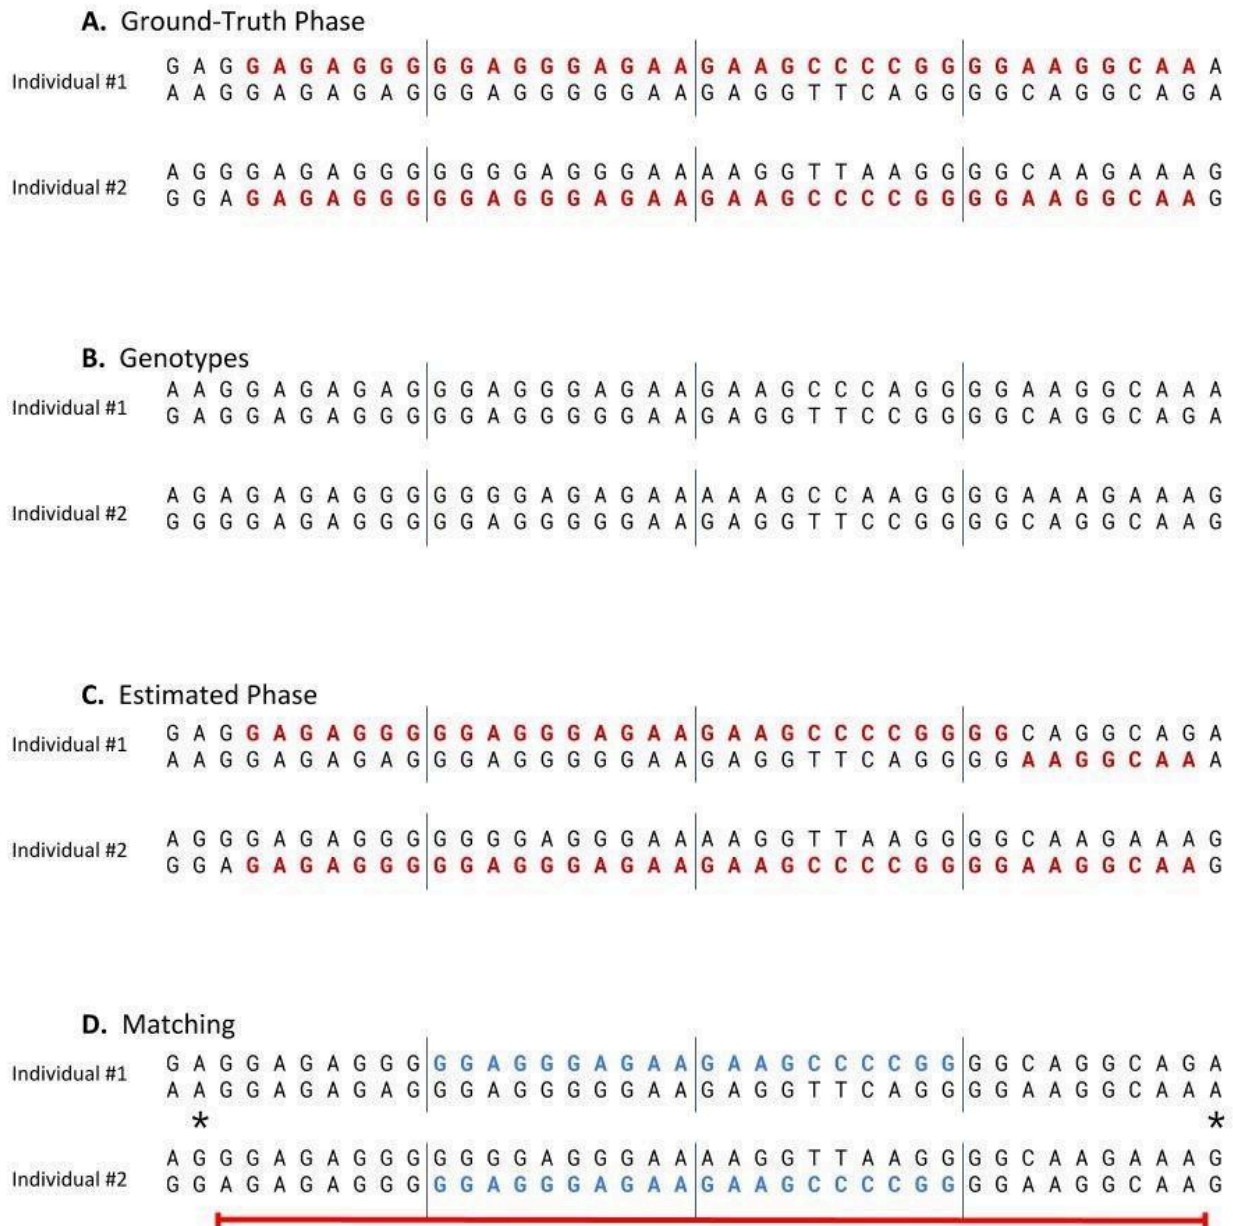 A. Ground-Truth Phase
Individual #1
G A G G A G A G G G G G A G G G A G A A G A A G C C C C G G G G A A G G C A A A
A A G G A G A G A G G G A G G G G G A A G A G G T T C A G G G G C A G G C A G A
Individual #2
A G G G A G A G G G G G G G A G G G A A A A G G T T A A G G G G C A A G A A A G
G G A G A G A G G G G G A G G G A G A A G A A G C C C C G G G G A A G G C A A G
B. Genotypes
Individual #1
A A G G A G A G A G G G A G G G A G A A G A A G C C C A G G G G A A G G C A A A
G A G G A G A G G G G G A G G G G G A A G A G G T T C C G G G G C A G G C A G A
Individual #2
A G A G A G A G G G G G G G A G A G A A A A A G C C A A G G G G A A A G A A A G
G G G G A G A G G G G G A G G G G G A A G A G G T T C C G G G G C A G G C A A G
C. Estimated Phase
Individual #1
G A G G A G A G G G G G A G G G A G A A G A A G C C C C G G G G C A G G C A G A
A A G G A G A G A G G G A G G G G G A A G A G G T T C A G G G G A A G G C A A A
Individual #2
A G G G A G A G G G G G G G A G G G A A A A G G T T A A G G G G C A A G A A A G
G G A G A G A G G G G G A G G G A G A A G A A G C C C C G G G G A A G G C A A G
D. Matching
Individual #1
G A G G A G A G G G G G A G G G A G A A G A A G C C C C G G G G C A G G C A G A
A A G G A G A G A G G G A G G G G G A A G A G G T T C A G G G G A A G G C A A A
* *
Individual #2
A G G G A G A G G G G G G G A G G G A A A A G G T T A A G G G G C A A G A A A G
G G A G A G A G G G G G A G G G A G A A G A A G C C C C G G G G A A G G C A A G